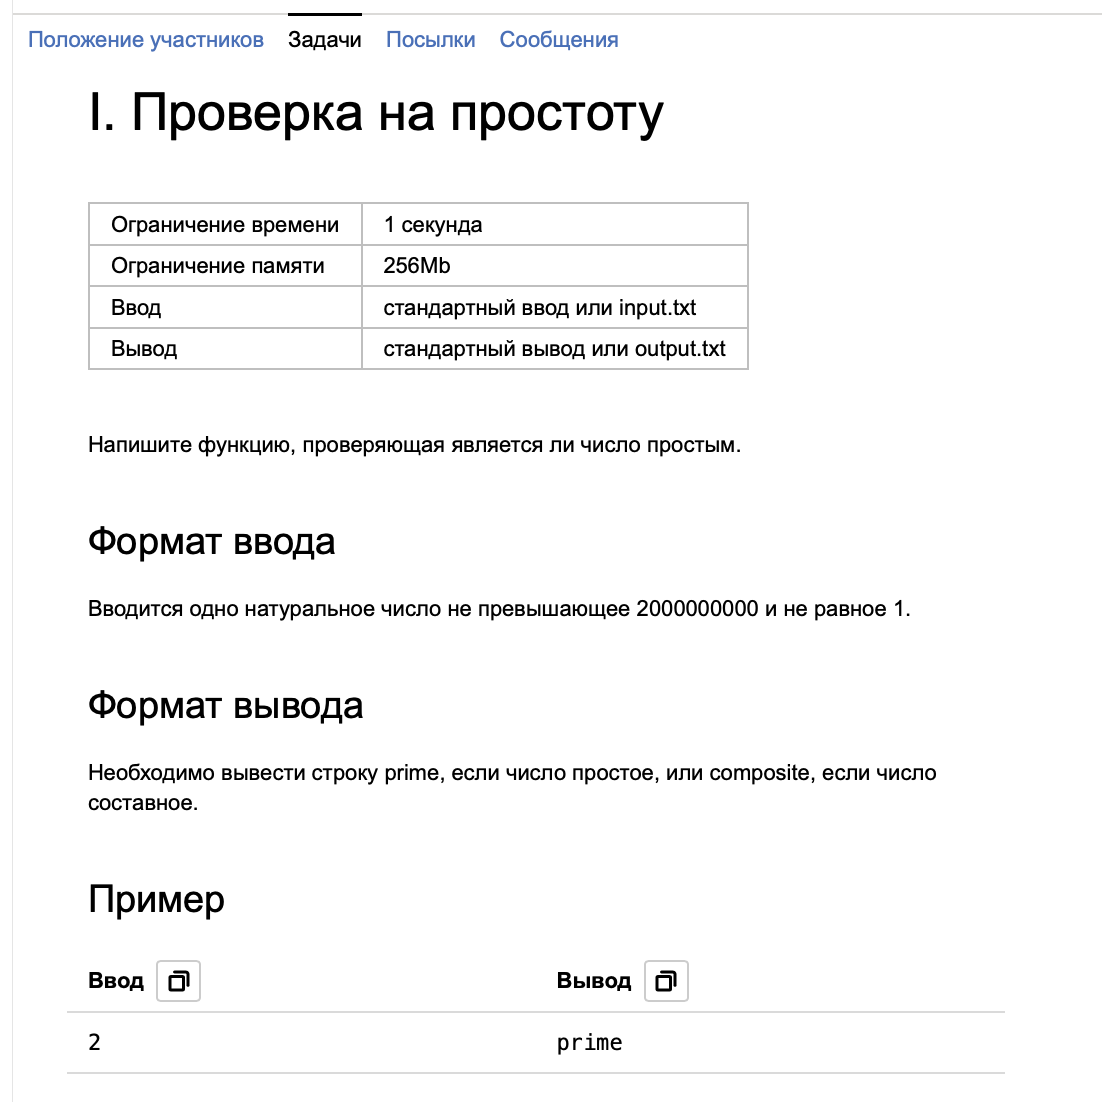 Положение участников Задачи Посылки Сообщения
I. Проверка на простоту
Ограничение времени 1 секунда
Ограничение памяти 256Mb
Ввод стандартный ввод или input.txt
Вывод стандартный вывод или output.txt
Напишите функцию, проверяющая является ли число простым.
Формат ввода
Вводится одно натуральное число не превышающее 2000000000 и не равное 1.
Формат вывода
Необходимо вывести строку prime, если число простое, или composite, если число
составное.
Пример
Ввод Вывод
2 prime